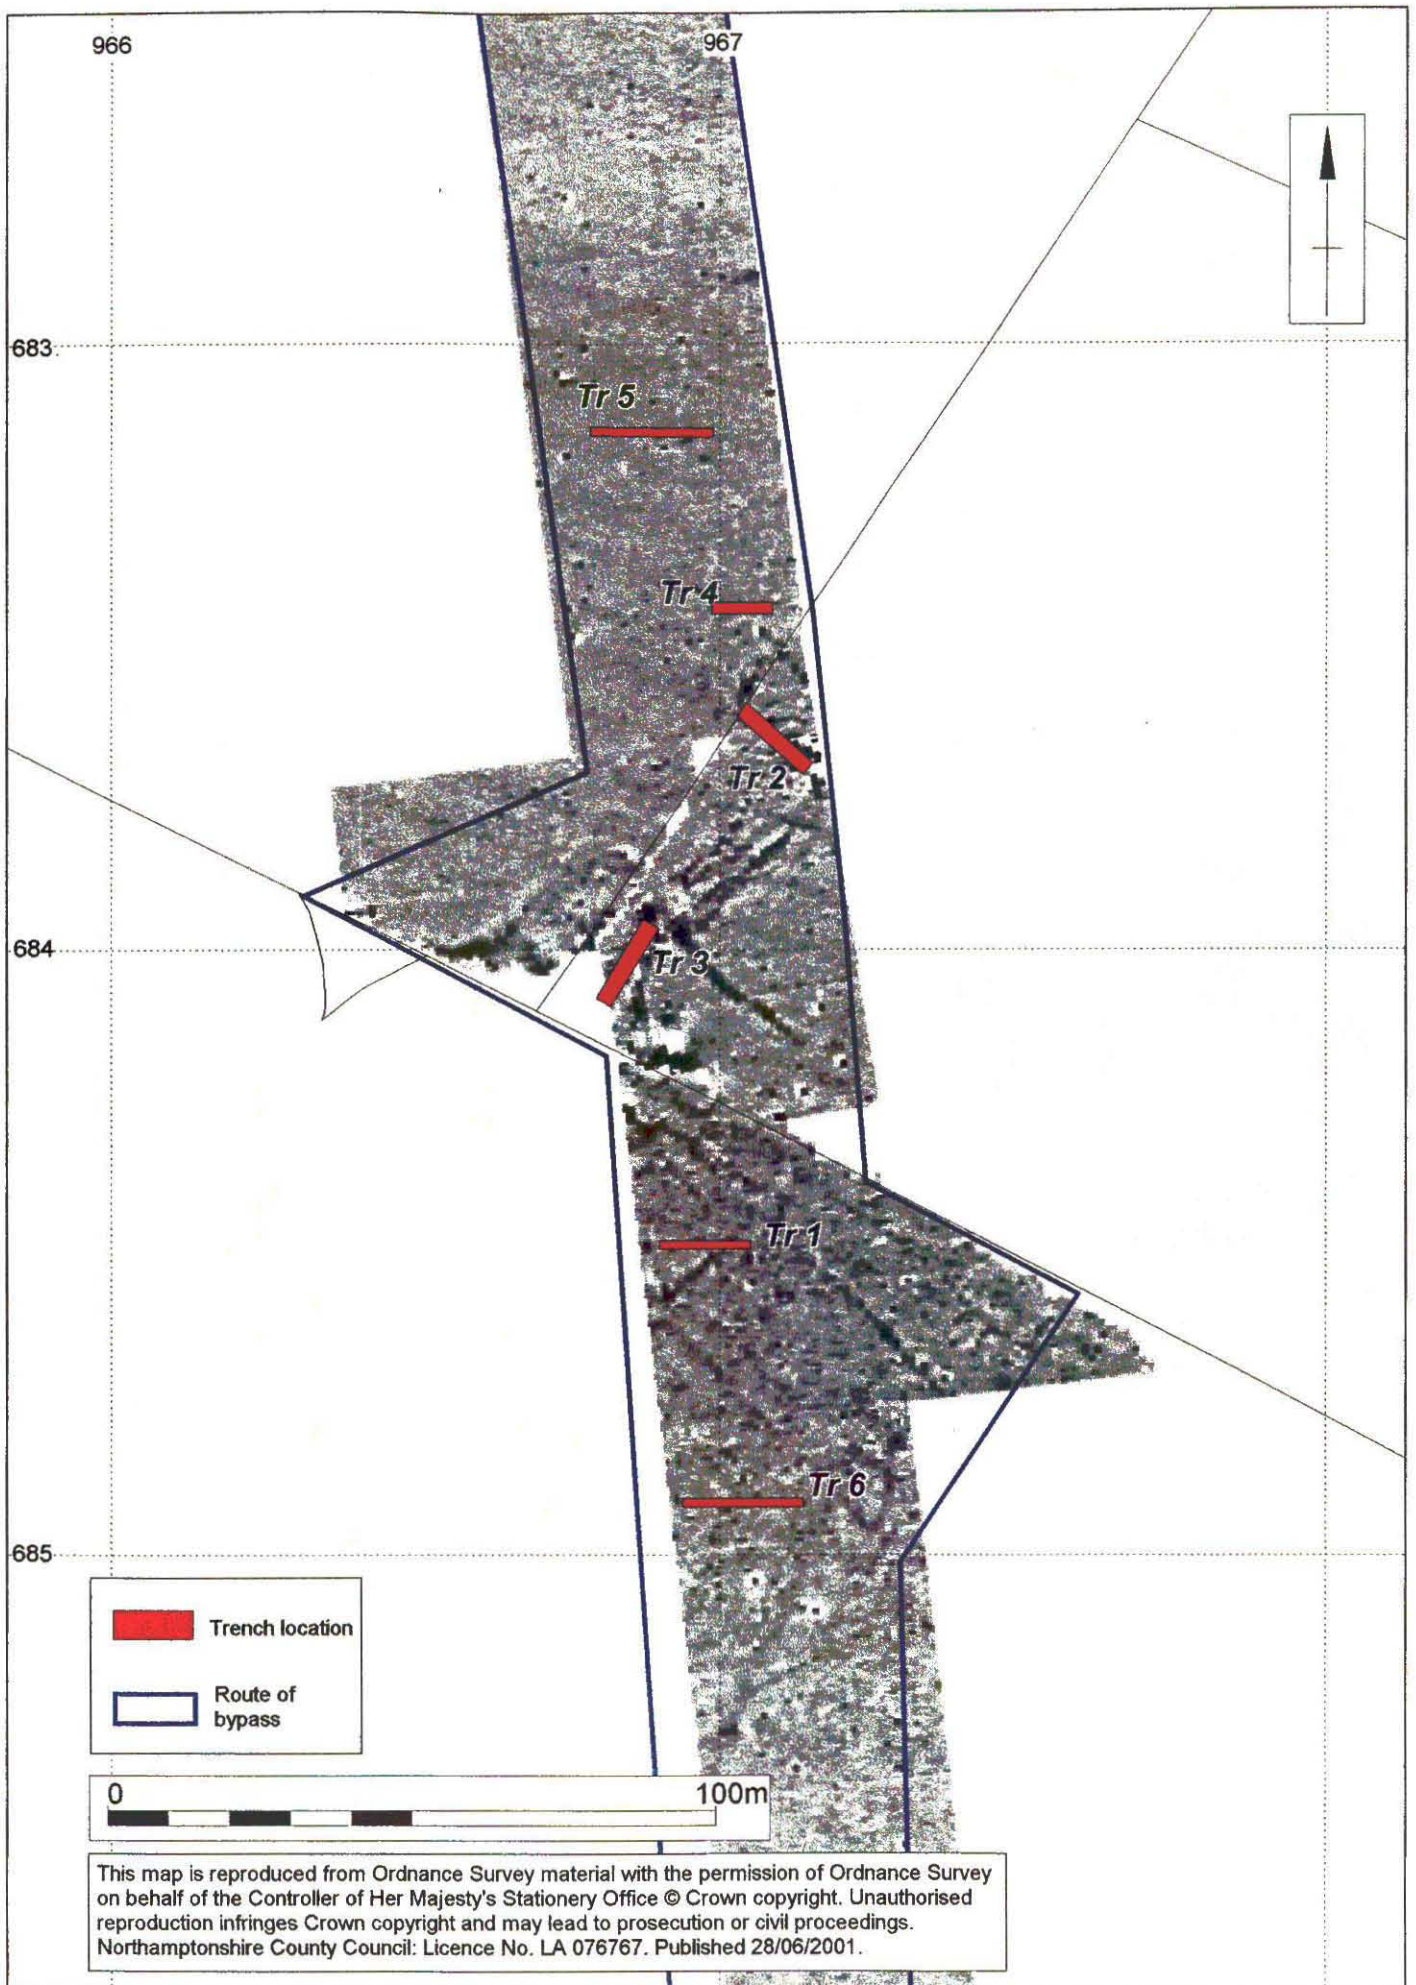 966
967
683
Tr 5
Tr 4
Tr 2
684
Tr 3
Tr 1
Tr 6
685
Trench location
Route of
bypass
0
100m
This map is reproduced from Ordnance Survey material with the permission of Ordnance Survey
on behalf of the Controller of Her Majesty's Stationery Office © Crown copyright. Unauthorised
reproduction infringes Crown copyright and may lead to prosecution or civil proceedings.
Northamptonshire County Council: Licence No. LA 076767. Published 28/06/2001.